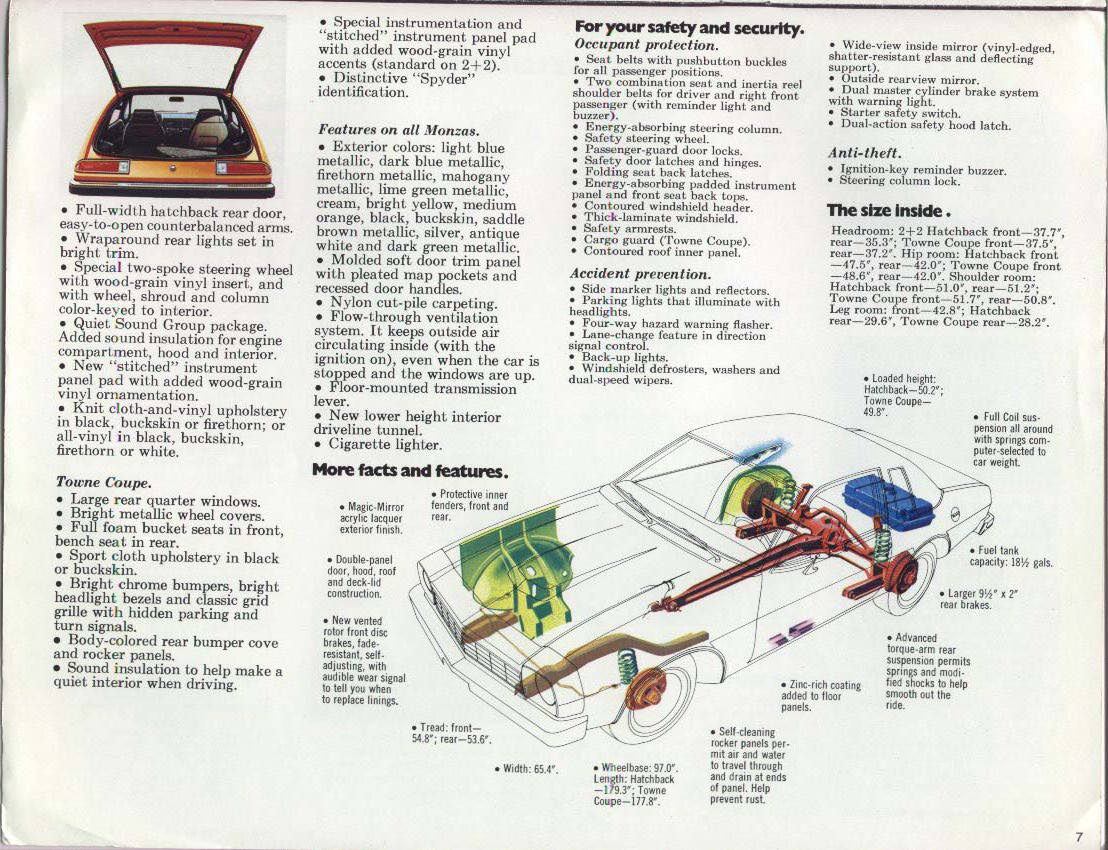 • Full-width hatchback rear door,
easy-to-open counterbalanced arms.
• Wraparound rear lights set in
bright trim.
• Special two-spoke steering wheel
with wood-grain vinyl insert, and
with wheel, shroud and column
color-keyed to interior.
• Quiet Sound Group package.
Added sound insulation for engine
compartment, hood and interior.
• New “stitched” instrument
panel pad with added wood-grain
vinyl ornamentation.
• Knit cloth-and-vinyl upholstery
in black, buckskin or firethorn; or
all-vinyl in black, buckskin,
firethorn or white.
Towne Coupe.
• Large rear quarter windows.
• Bright metallic wheel covers.
• Full foam bucket seats in front,
bench seat in rear.
• Sport cloth upholstery in black
or buckskin.
• Bright chrome bumpers, bright
headlight bezels and classic grid
grille with hidden parking and
turn signals.
• Body-colored rear bumper cove
and rocker panels.
• Sound insulation to help make a
quiet interior when driving.
• Special instrumentation and
“stitched” instrument panel pad
with added wood-grain vinyl
accents (standard on 2+2).
• Distinctive “Spyder”
identification.
Features on all Monzas.
• Exterior colors: light blue
metallic, dark blue metallic,
firethorn metallic, mahogany
metallic, lime green metallic,
cream, bright yellow, medium
orange, black, buckskin, saddle
brown metallic, silver, antique
white and dark green metallic.
• Molded soft door trim panel
with pleated map pockets and
recessed door handles.
• Nylon cut-pile carpeting.
• Flow-through ventilation
system. It keeps outside air
circulating inside (with the
ignition on), even when the car is
stopped and the windows are up.
• Floor-mounted transmission
lever.
• New lower height interior
driveline tunnel.
• Cigarette lighter.
For your safety and security.
Occupant protection.
• Seat belts with pushbutton buckles
for all passenger positions.
• Two combination seat and inertia reel
shoulder belts for driver and right front
passenger (with reminder light and
buzzer).
• Energy-absorbing steering column.
• Safety steering wheel.
• Passenger-guard door locks.
• Safety door latches and hinges.
• Folding seat back latches.
• Energy-absorbing padded instrument
panel and front seat back tops.
• Contoured windshield header.
• Thick-laminate windshield.
• Safety armrests.
• Cargo guard (Towne Coupe).
• Contoured roof inner panel.
Accident prevention.
• Side marker lights and reflectors.
• Parking lights that illuminate with
headlights.
• Four-way hazard warning flasher.
• Lane-change feature in direction
signal control.
• Back-up lights.
• Windshield defrosters, washers and
dual-speed wipers.
• Wide-view inside mirror (vinyl-edged,
shatter-resistant glass and deflecting
support).
• Outside rearview mirror.
• Dual master cylinder brake system
with warning light.
• Starter safety switch.
• Dual-action safety hood latch.
Anti-theft.
• Ignition-key reminder buzzer.
• Steering column lock.
The size inside.
Headroom: 2+2 Hatchback front—37.7″,
rear—35.3″; Towne Coupe front—37.5″,
rear—37.2″. Hip room: Hatchback front
—47.5″, rear—42.0″; Towne Coupe front
—48.6″, rear—42.0″. Shoulder room:
Hatchback front—51.0″, rear—51.2″;
Towne Coupe front—51.7″, rear—50.8″.
Leg room: front—42.8″; Hatchback
rear—29.6″, Towne Coupe rear—28.2″.
More facts and features.
• Magic-Mirror
acrylic lacquer
exterior finish.
• Protective inner
fenders, front and
rear.
• Double-panel
door, hood, roof
and deck-lid
construction.
• New vented
rotor front disc
brakes, fade-
resistant, self-
adjusting, with
audible wear signal
to tell you when
to replace linings.
• Tread: front—
54.8″; rear—53.6″.
• Width: 65.4″.
• Wheelbase: 97.0″.
Length: Hatchback
—179.3″; Towne
Coupe—177.8″.
• Self-cleaning
rocker panels per-
mit air and water
to travel through
and drain at ends
of panel. Help
prevent rust.
• Zinc-rich coating
added to floor
panels.
• Advanced
torque-arm rear
suspension permits
springs and modi-
fied shocks to help
smooth out the
ride.
• Larger 9½″ x 2″
rear brakes.
• Fuel tank
capacity: 18½ gals.
• Full Coil sus-
pension all around
with springs com-
puter-selected to
car weight.
• Loaded height:
Hatchback—50.2″;
Towne Coupe—
49.8″.
7